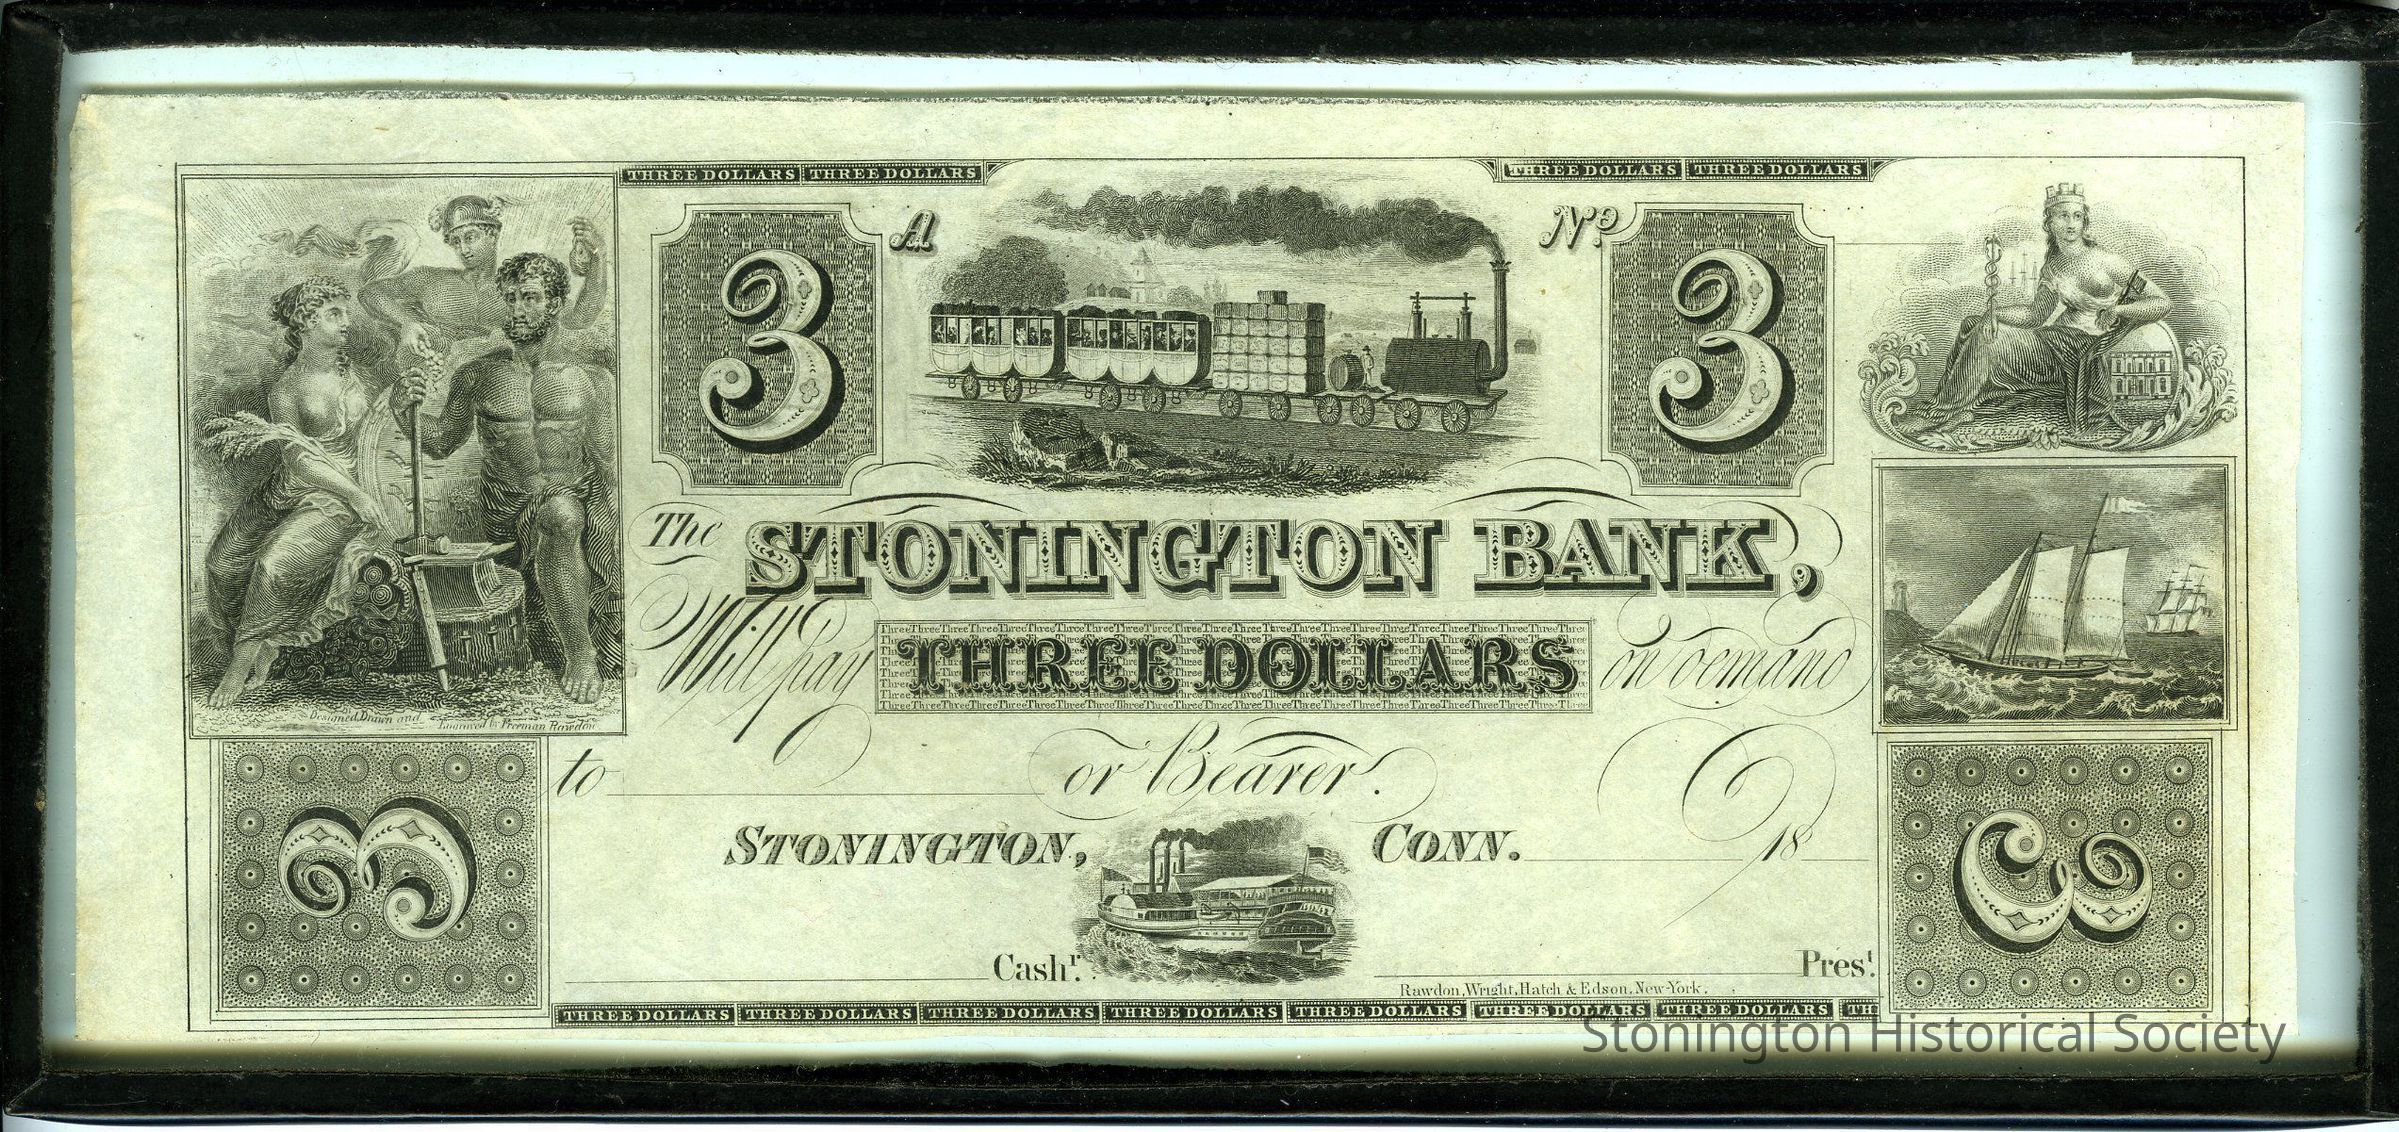 THREE DOLLARS THREE DOLLARS THREE DOLLARS THREE DOLLARS
3 A No. 3
The STONINGTON BANK,
Will pay THREE DOLLARS on demand
Designed, Drawn and Engraved by Freeman Rawdon
to or Bearer.
3 STONINGTON, CONN. 18 3
Cashr. Prest.
Rawdon, Wright, Hatch & Edson, New-York.
THREE DOLLARS THREE DOLLARS THREE DOLLARS THREE DOLLARS THREE DOLLARS THREE DOLLARS THREE DOLLARS TH
Stonington Historical Society